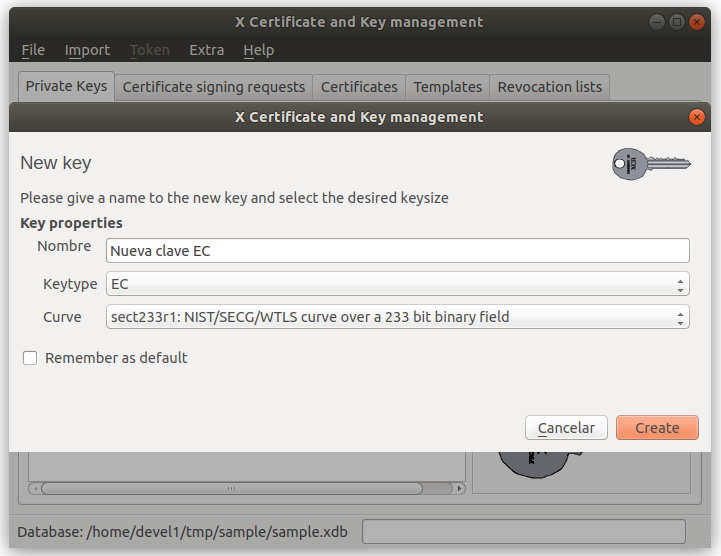 X Certificate and Key management
File Import Token Extra Help
Private Keys Certificate signing requests Certificates Templates Revocation lists
X Certificate and Key management
New key
Please give a name to the new key and select the desired keysize
Key properties
Nombre Nueva clave EC
Keytype EC
Curve sect233r1: NIST/SECG/WTLS curve over a 233 bit binary field
Remember as default
Cancelar Create
Database: /home/devel1/tmp/sample/sample.xdb